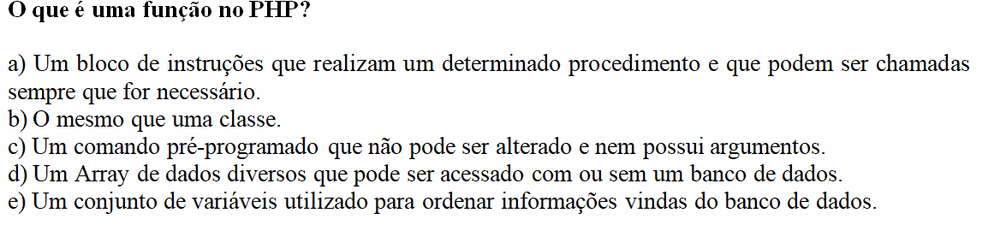 O que é uma função no PHP?
a) Um bloco de instruções que realizam um determinado procedimento e que podem ser chamadas
sempre que for necessário.
b) O mesmo que uma classe.
c) Um comando pré-programado que não pode ser alterado e nem possui argumentos.
d) Um Array de dados diversos que pode ser acessado com ou sem um banco de dados.
e) Um conjunto de variáveis utilizado para ordenar informações vindas do banco de dados.